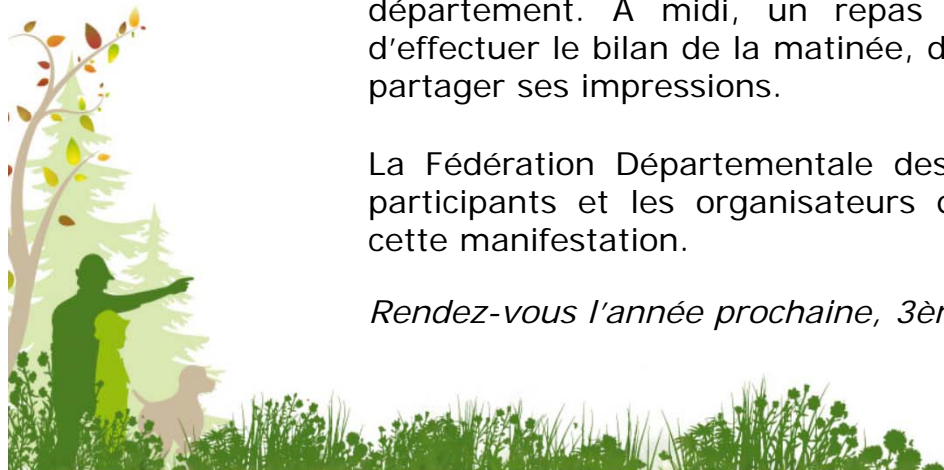 département. A midi, un repas
d'effectuer le bilan de la matinée, d
partager ses impressions.
La Fédération Départementale des
participants et les organisateurs
cette manifestation.
Rendez-vous l'année prochaine, 3èr